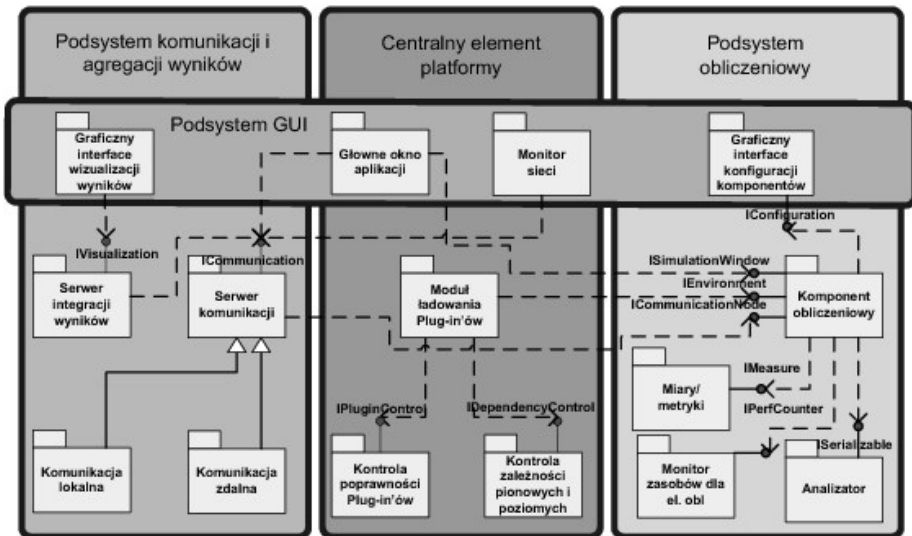 Podsystem komunikacji i
agregacji wyników
Centralny element
platformy
Podsystem
obliczeniowy
Podsystem GUI
Graficzny
interface
wizualizacji
wyników
Głowne okno
aplikacji
Monitor
sieci
Graficzny
interface
konfiguracji
komponentów
IVisualization
ICommunication
IConfiguration
ISimulationWindow
IEnvironment
ICommunicationNode
Serwer
integracji
wyników
Serwer
komunikacji
Moduł
ładowania
Plug-in'ów
Komponent
obliczeniowy
IMeasure
Miary/
metryki
IPerfCounter
IPluginControl
IDependencyControl
ISerializable
Komunikacja
lokalna
Komunikacja
zdalna
Kontrola
poprawności
Plug-in'ów
Kontrola
zależności
pionowych i
poziomych
Monitor
zasobów dla
el. obl
Analizator